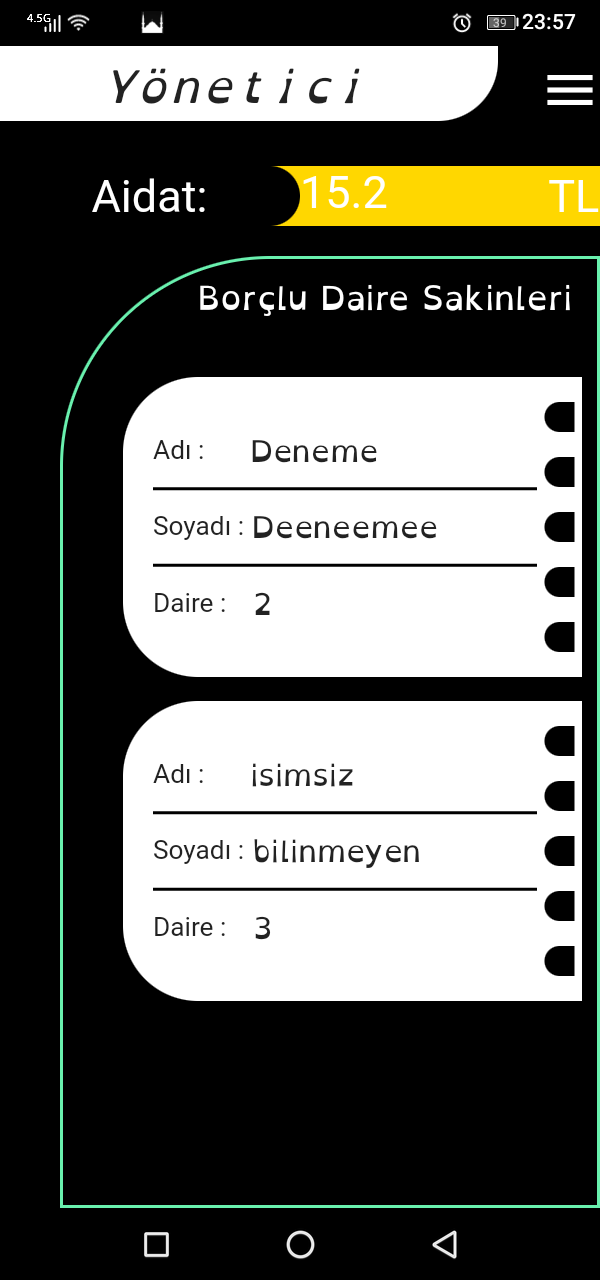 4.5G 39 23:57
Yönetici
Aidat: 15.2 TL
Borçlu Daire Sakinleri
Adı : Deneme
Soyadı : Deeneemee
Daire : 2
Adı : isimsiz
Soyadı : bilinmeyen
Daire : 3